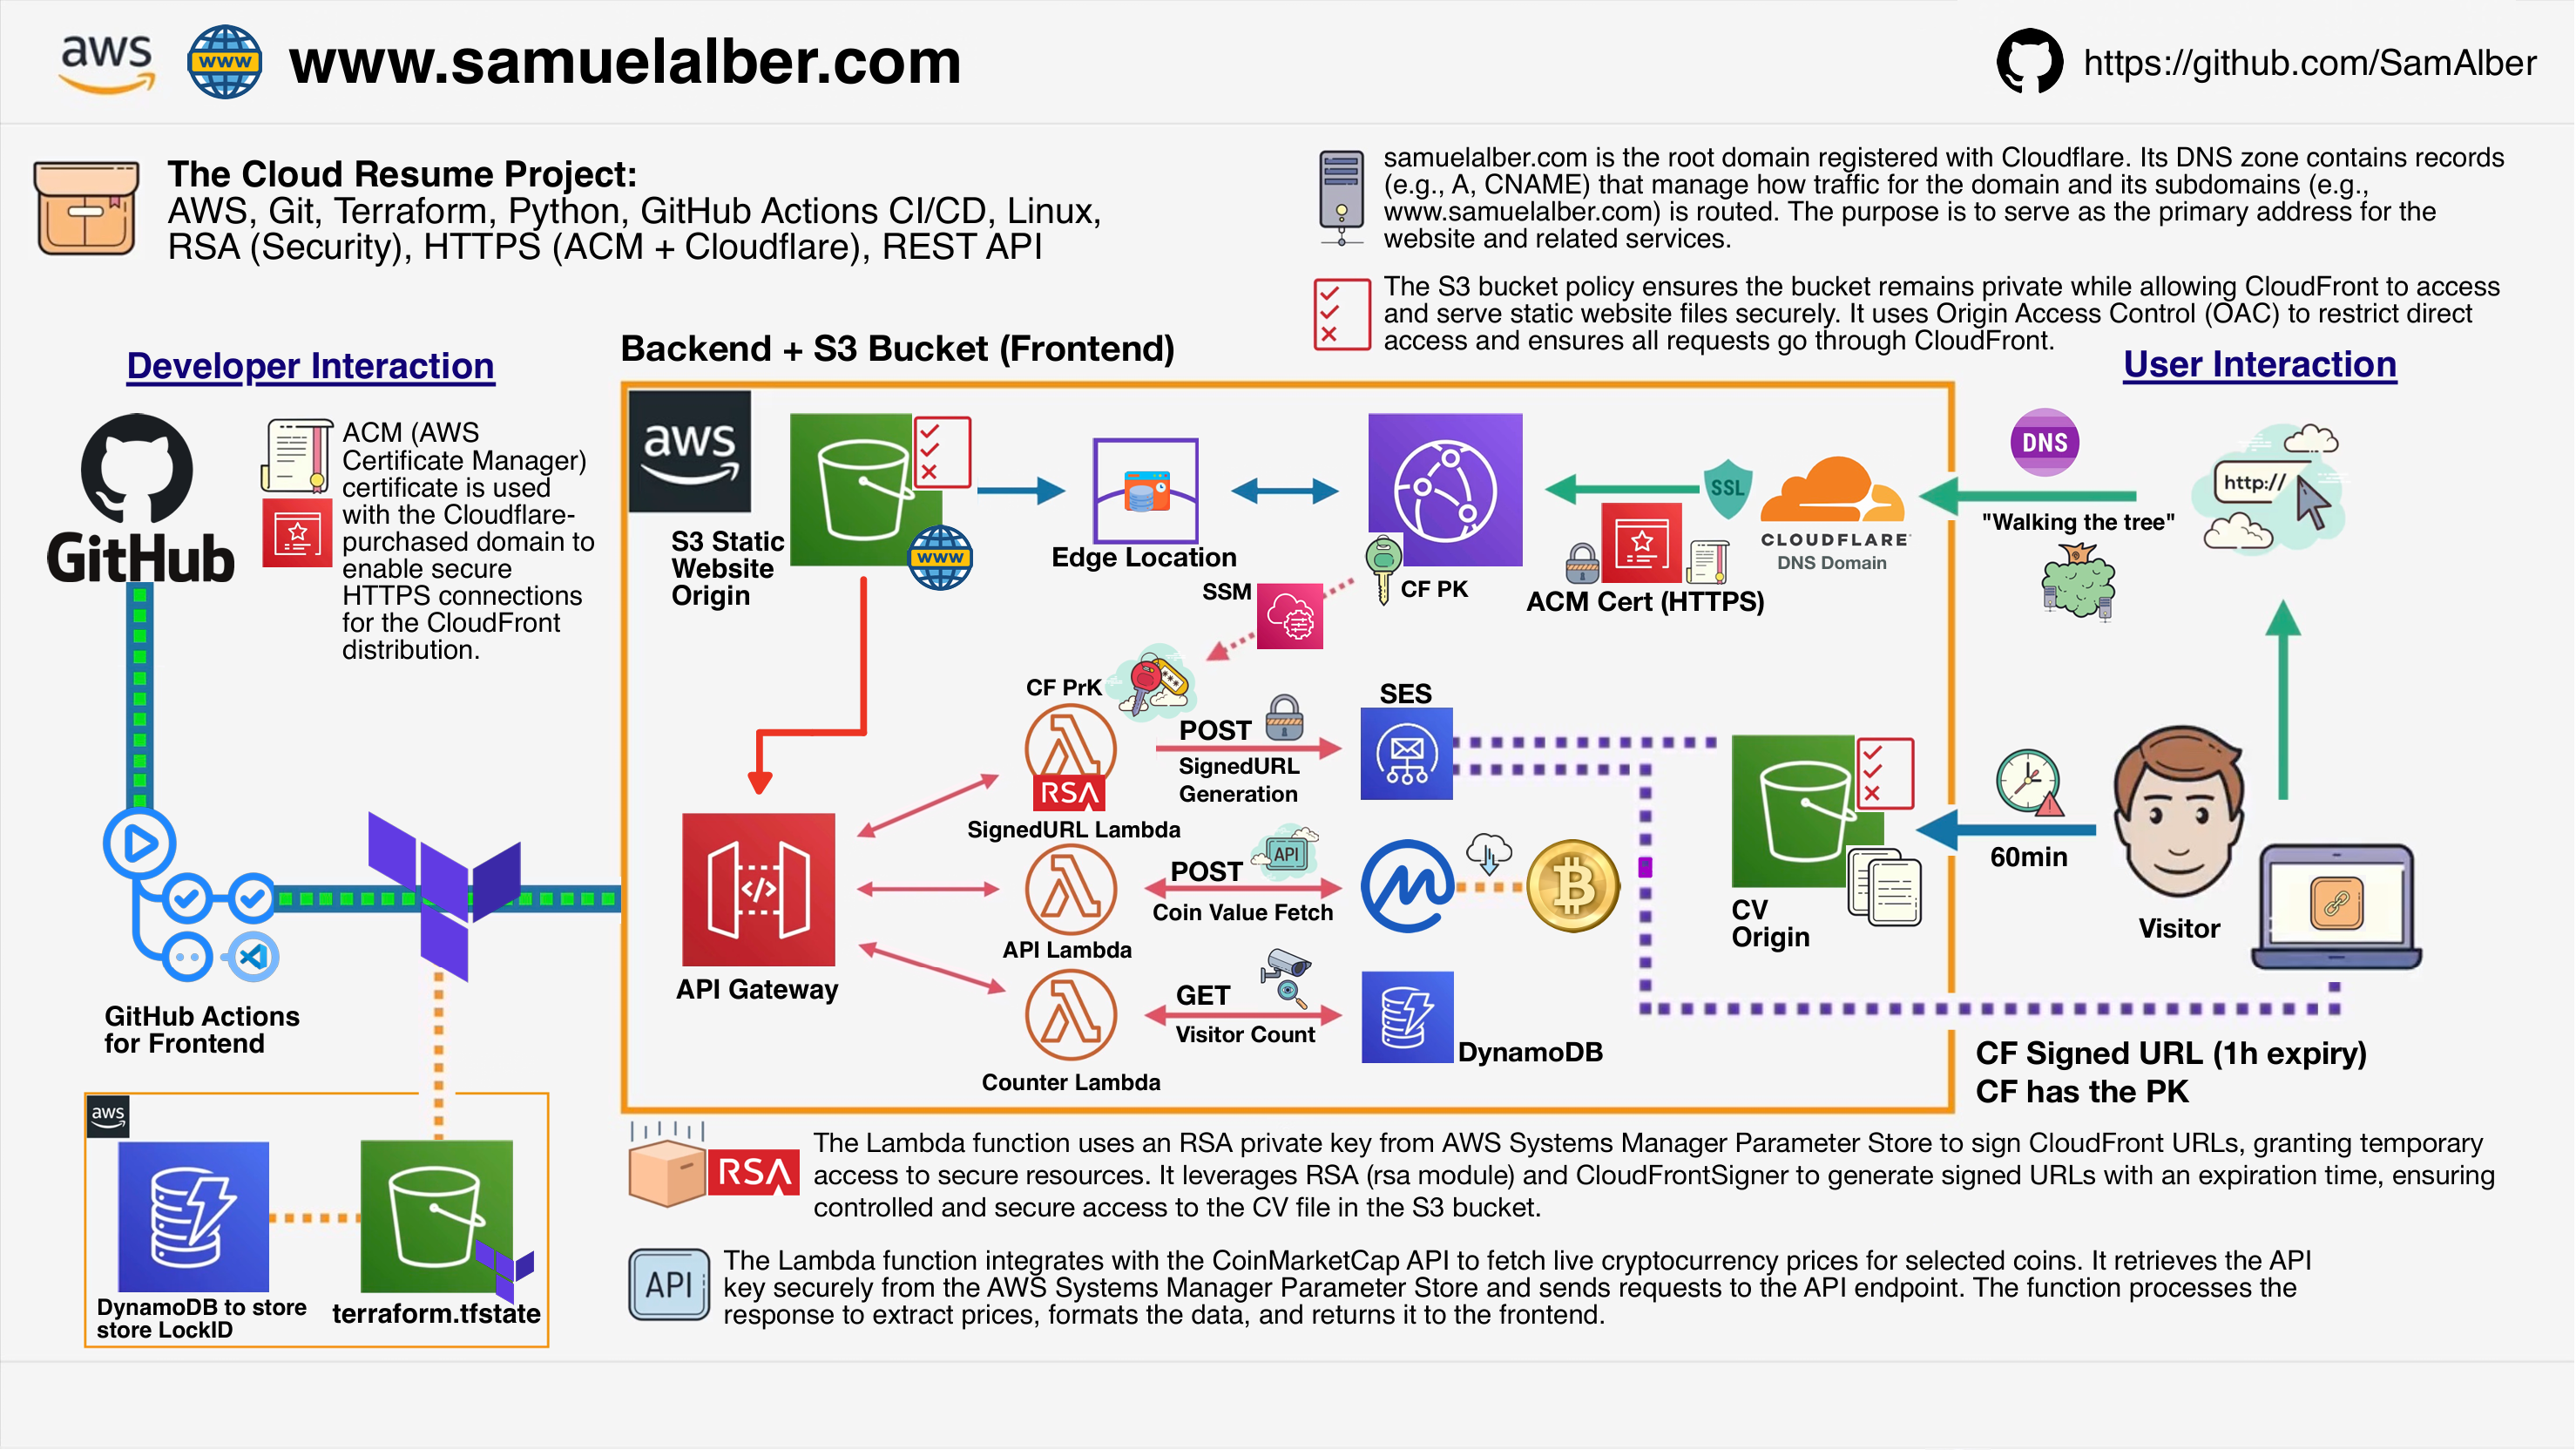 aws
www
www.samuelalber.com
https://github.com/SamAlber
The Cloud Resume Project:
AWS, Git, Terraform, Python, GitHub Actions CI/CD, Linux,
RSA (Security), HTTPS (ACM + Cloudflare), REST API
samuelalber.com is the root domain registered with Cloudflare. Its DNS zone contains records
(e.g., A, CNAME) that manage how traffic for the domain and its subdomains (e.g.,
www.samuelalber.com) is routed. The purpose is to serve as the primary address for the
website and related services.
The S3 bucket policy ensures the bucket remains private while allowing CloudFront to access
and serve static website files securely. It uses Origin Access Control (OAC) to restrict direct
access and ensures all requests go through CloudFront.
Developer Interaction
Backend + S3 Bucket (Frontend)
User Interaction
GitHub
ACM (AWS
Certificate Manager)
certificate is used
with the Cloudflare-
purchased domain to
enable secure
HTTPS connections
for the CloudFront
distribution.
aws
S3 Static
Website
Origin
www
Edge Location
SSM
CF PK
SSL
ACM Cert (HTTPS)
CLOUDFLARE
DNS Domain
DNS
"Walking the tree"
http://
CF PrK
***
RSA
SignedURL Lambda
POST
SignedURL
Generation
SES
API Gateway
</>
API Lambda
POST
API
Coin Value Fetch
Counter Lambda
GET
Visitor Count
DynamoDB
CV
Origin
60min
Visitor
GitHub Actions
for Frontend
CF Signed URL (1h expiry)
CF has the PK
aws
DynamoDB to store
store LockID
terraform.tfstate
RSA
The Lambda function uses an RSA private key from AWS Systems Manager Parameter Store to sign CloudFront URLs, granting temporary
access to secure resources. It leverages RSA (rsa module) and CloudFrontSigner to generate signed URLs with an expiration time, ensuring
controlled and secure access to the CV file in the S3 bucket.
API
The Lambda function integrates with the CoinMarketCap API to fetch live cryptocurrency prices for selected coins. It retrieves the API
key securely from the AWS Systems Manager Parameter Store and sends requests to the API endpoint. The function processes the
response to extract prices, formats the data, and returns it to the frontend.